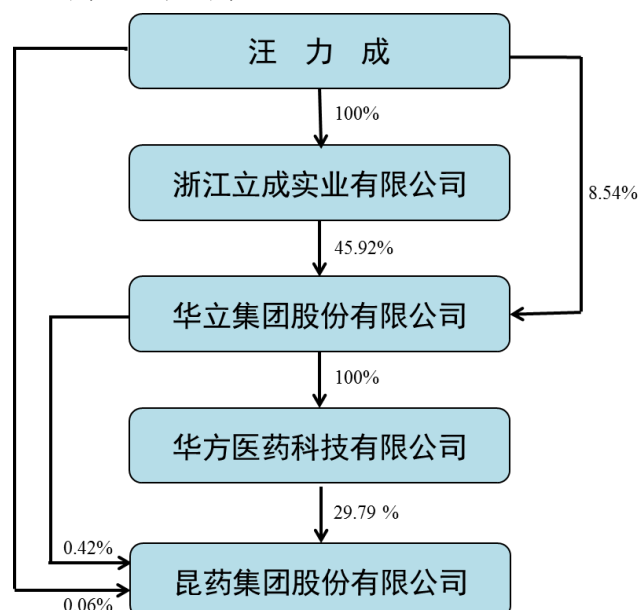 汪 力 成
100%
浙江立成实业有限公司
8.54%
45.92%
华立集团股份有限公司
100%
华方医药科技有限公司
29.79 %
0.42%
昆药集团股份有限公司
0.06%